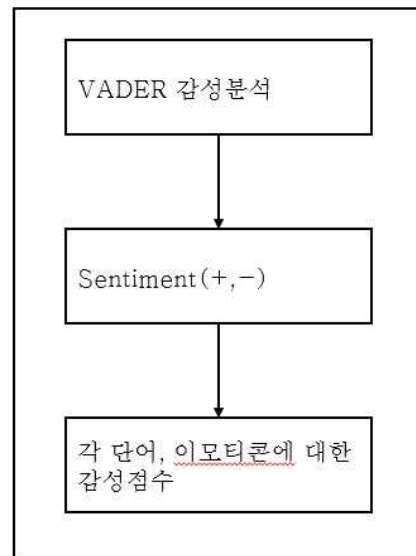 VADER 감성분석
Sentiment(+,-)
각 단어, 이모티콘에 대한
감성점수